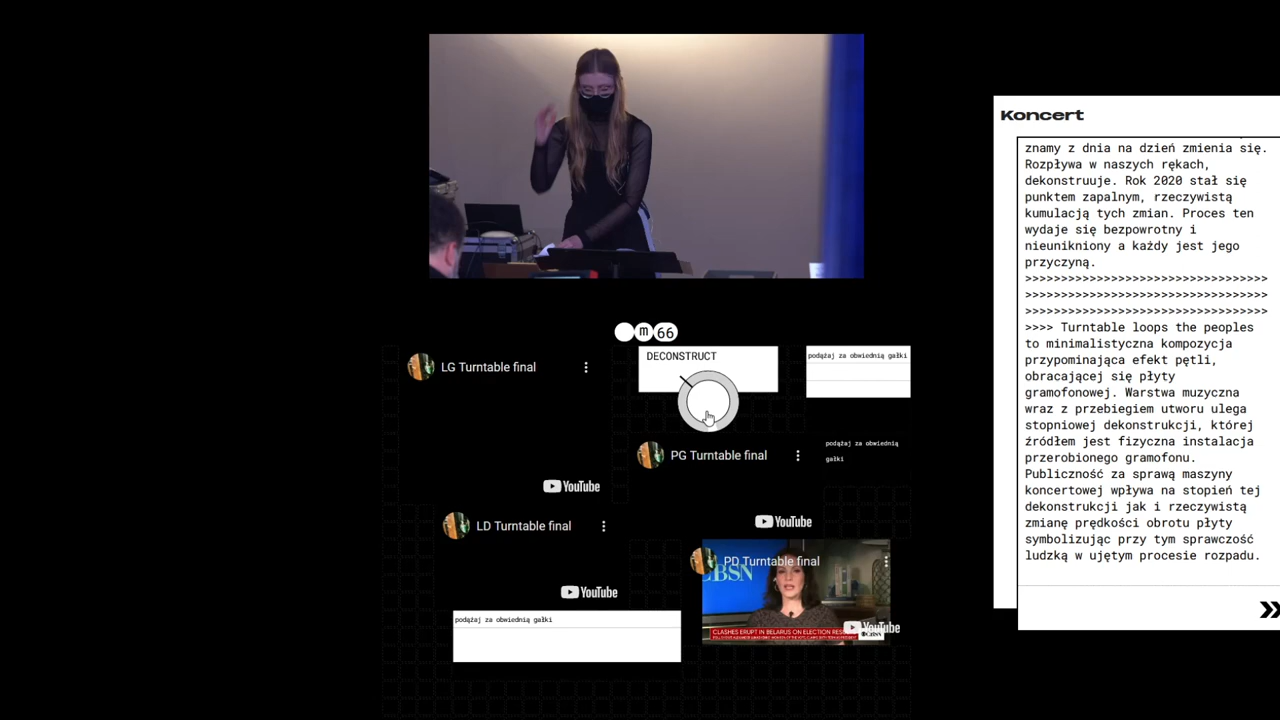 Koncert
znamy z dnia na dzień zmienia się.
Rozpływa w naszych rękach,
dekonstruuje. Rok 2020 stał się
punktem zapalnym, rzeczywistą
kumulacją tych zmian. Proces ten
wydaje się bezpowrotny i
nieunikniony a każdy jest jego
przyczyną.
>>>>>>>>>>>>>>>>>>>>>>>>>>>>>>>>>>
>>>>>>>>>>>>>>>>>>>>>>>>>>>>>>>>>>
>>>>>>>>>>>>>>>>>>>>>>>>>>>>>>>>>>
>>>> Turntable loops the peoples
to minimalistyczna kompozycja
przypominająca efekt pętli,
obracającej się płyty
gramofonowej. Warstwa muzyczna
wraz z przebiegiem utworu ulega
stopniowej dekonstrukcji, której
źródłem jest fizyczna instalacja
przerobionego gramofonu.
Publiczność za sprawą maszyny
koncertowej wpływa na stopień tej
dekonstrukcji jak i rzeczywistą
zmianę prędkości obrotu płyty
symbolizując przy tym sprawczość
ludzką w ujętym procesie rozpadu.
m 66
LG Turntable final
YouTube
DECONSTRUCT
podążaj za obwiednią gałki
PG Turntable final
YouTube
podążaj za obwiednią
gałki
LD Turntable final
YouTube
PD Turntable final
CBSN
CLASHES ERUPT IN BELARUS ON ELECTION
YouTube
podążaj za obwiednią gałki